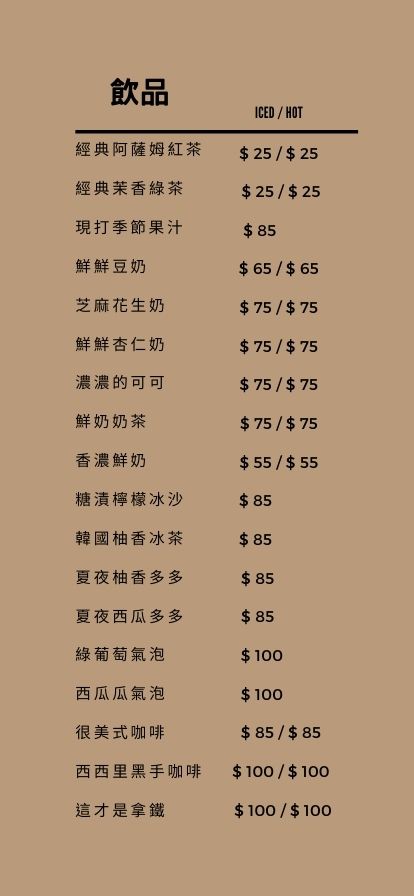 飲品
ICED / HOT
經典阿薩姆紅茶 $ 25 / $ 25
經典茉香綠茶 $ 25 / $ 25
現打季節果汁 $ 85
鮮鮮豆奶 $ 65 / $ 65
芝麻花生奶 $ 75 / $ 75
鮮鮮杏仁奶 $ 75 / $ 75
濃濃的可可 $ 75 / $ 75
鮮奶奶茶 $ 75 / $ 75
香濃鮮奶 $ 55 / $ 55
糖漬檸檬冰沙 $ 85
韓國柚香冰茶 $ 85
夏夜柚香多多 $ 85
夏夜西瓜多多 $ 85
綠葡萄氣泡 $ 100
西瓜瓜氣泡 $ 100
很美式咖啡 $ 85 / $ 85
西西里黑手咖啡 $ 100 / $ 100
這才是拿鐵 $ 100 / $ 100